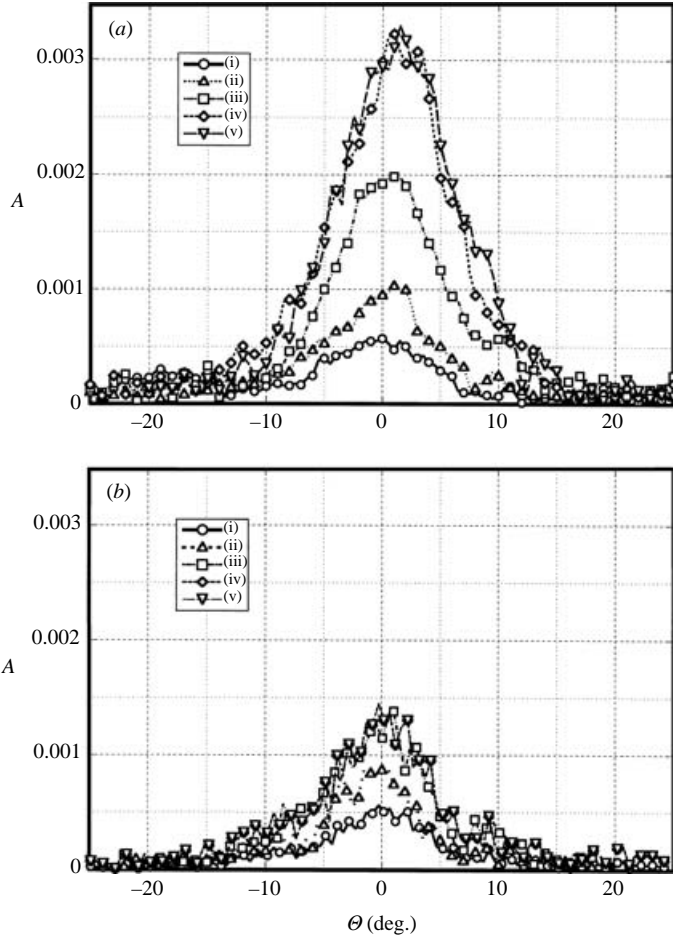 (a)
0.003
(i)
(ii)
(iii)
(iv)
(v)
A
0.002
0.001
0
–20
–10
0
10
20
(b)
0.003
(i)
(ii)
(iii)
(iv)
(v)
0.002
A
0.001
0
–20
–10
0
10
20
Θ (deg.)